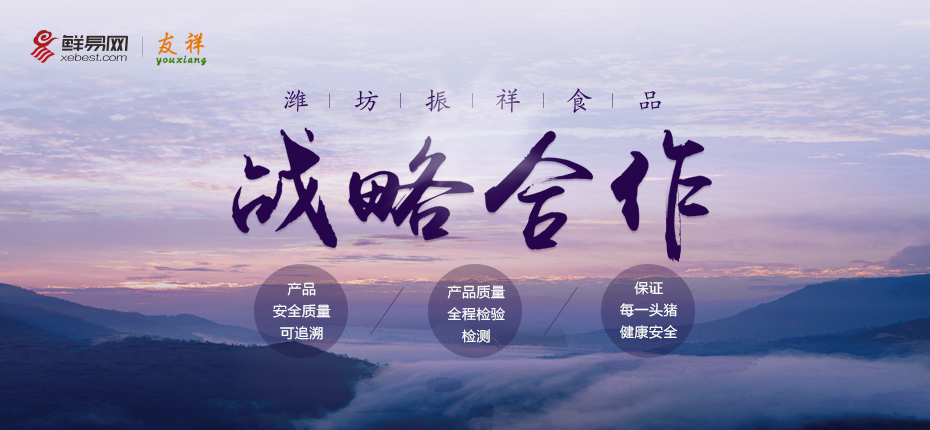 鲜易网
xebest.com
友祥
youxiang
潍坊振祥食品
战略合作
产品
安全质量
可追溯
产品质量
全程检验
检测
保证
每一头猪
健康安全